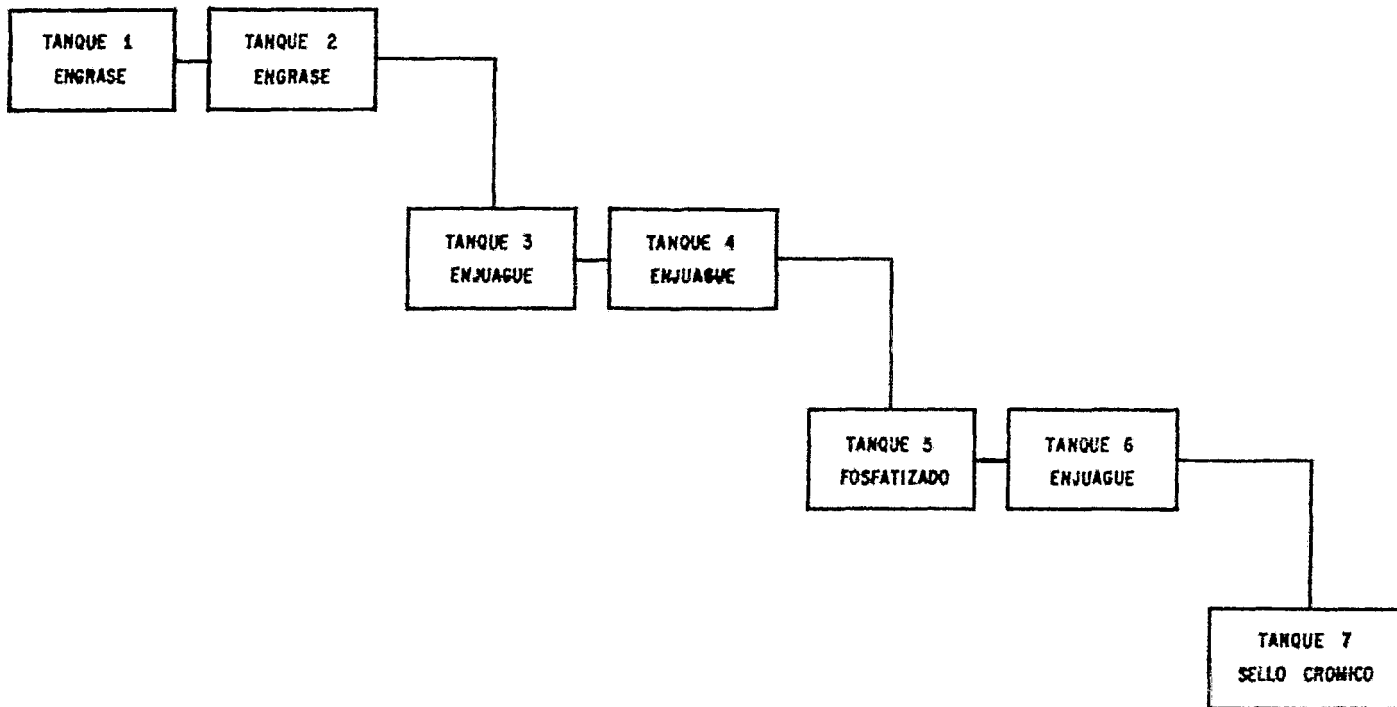 TANQUE 1
ENGRASE
TANQUE 2
ENGRASE
TANQUE 3
ENJUAGUE
TANQUE 4
ENJUAGUE
TANQUE 5
FOSFATIZADO
TANQUE 6
ENJUAGUE
TANQUE 7
SELLO CROMICO